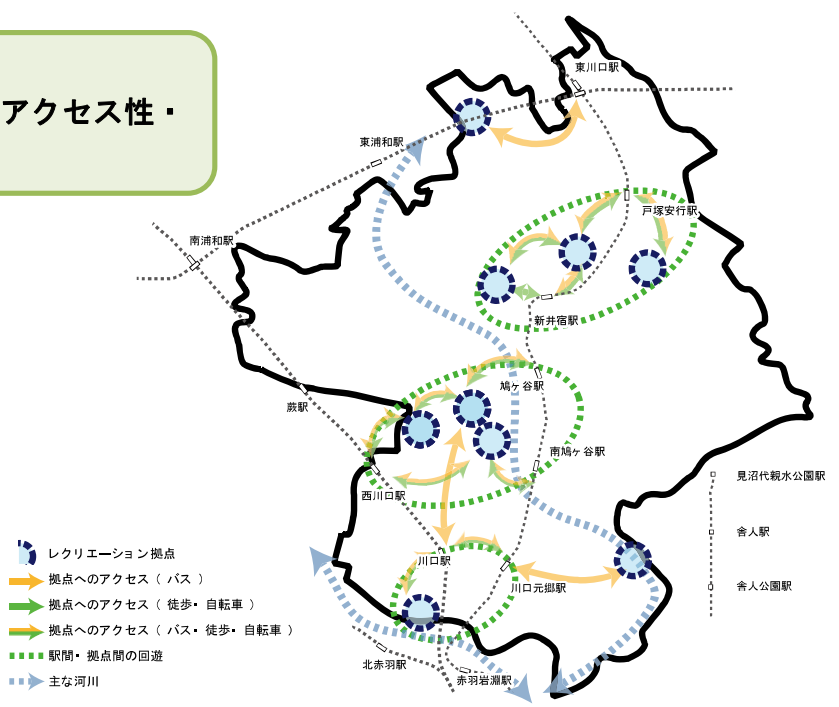 アクセス性・
東川口駅
東浦和駅
南浦和駅
戸塚安行駅
新井宿駅
鳩ヶ谷駅
蕨駅
南鳩ヶ谷駅
西川口駅
川口駅
川口元郷駅
北赤羽駅
赤羽岩淵駅
見沼代親水公園駅
舎人駅
舎人公園駅
レクリエーション拠点
拠点へのアクセス（バス）
拠点へのアクセス（徒歩・自転車）
拠点へのアクセス（バス・徒歩・自転車）
駅間・拠点間の回遊
主な河川